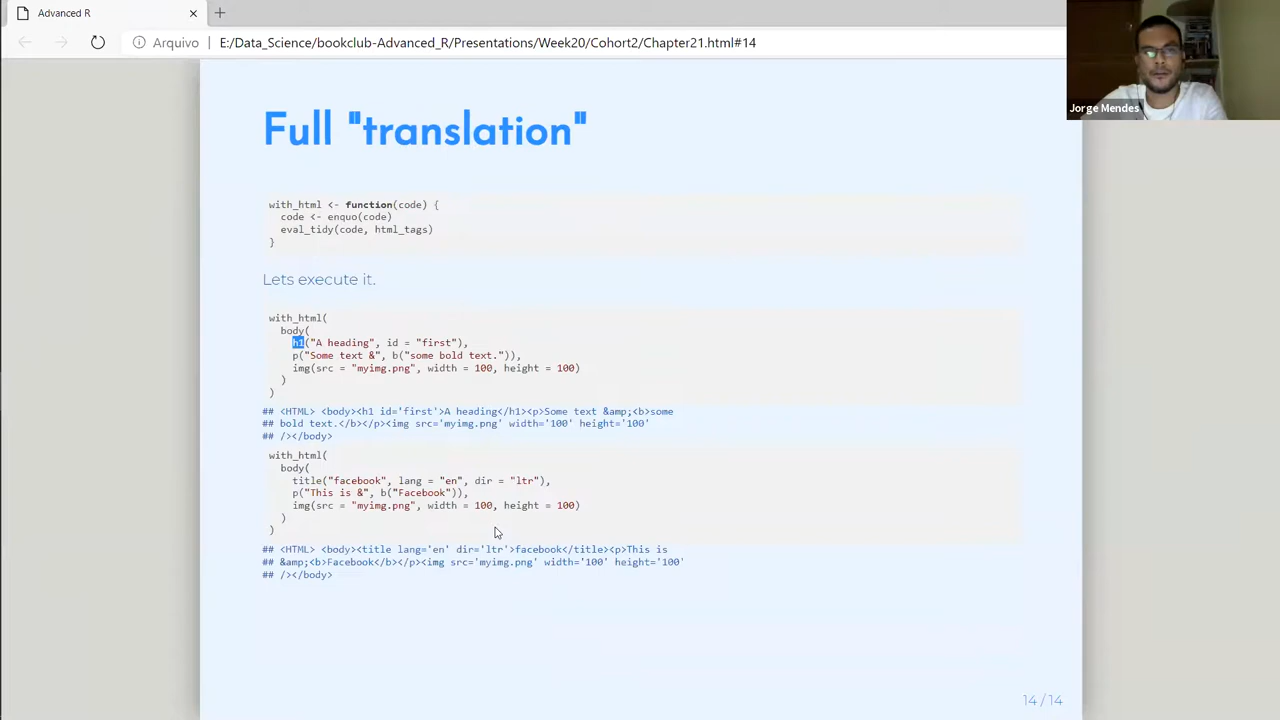 Advanced R
Arquivo
E:/Data_Science/bookclub-Advanced_R/Presentations/Week20/Cohort2/Chapter21.html#14
Jorge Mendes
Full "translation"
with_html <- function(code) {
  code <- enquo(code)
  eval_tidy(code, html_tags)
}
Lets execute it.
with_html(
  body(
    h1("A heading", id = "first"),
    p("Some text &", b("some bold text.")),
    img(src = "myimg.png", width = 100, height = 100)
  )
)
## <HTML> <body><h1 id='first'>A heading</h1><p>Some text &amp;<b>some
## bold text.</b></p><img src='myimg.png' width='100' height='100'
## /></body>
with_html(
  body(
    title("facebook", lang = "en", dir = "ltr"),
    p("This is &", b("Facebook")),
    img(src = "myimg.png", width = 100, height = 100)
  )
)
## <HTML> <body><title lang='en' dir='ltr'>facebook</title><p>This is
## &amp;<b>Facebook</b></p><img src='myimg.png' width='100' height='100'
## /></body>
14 / 14